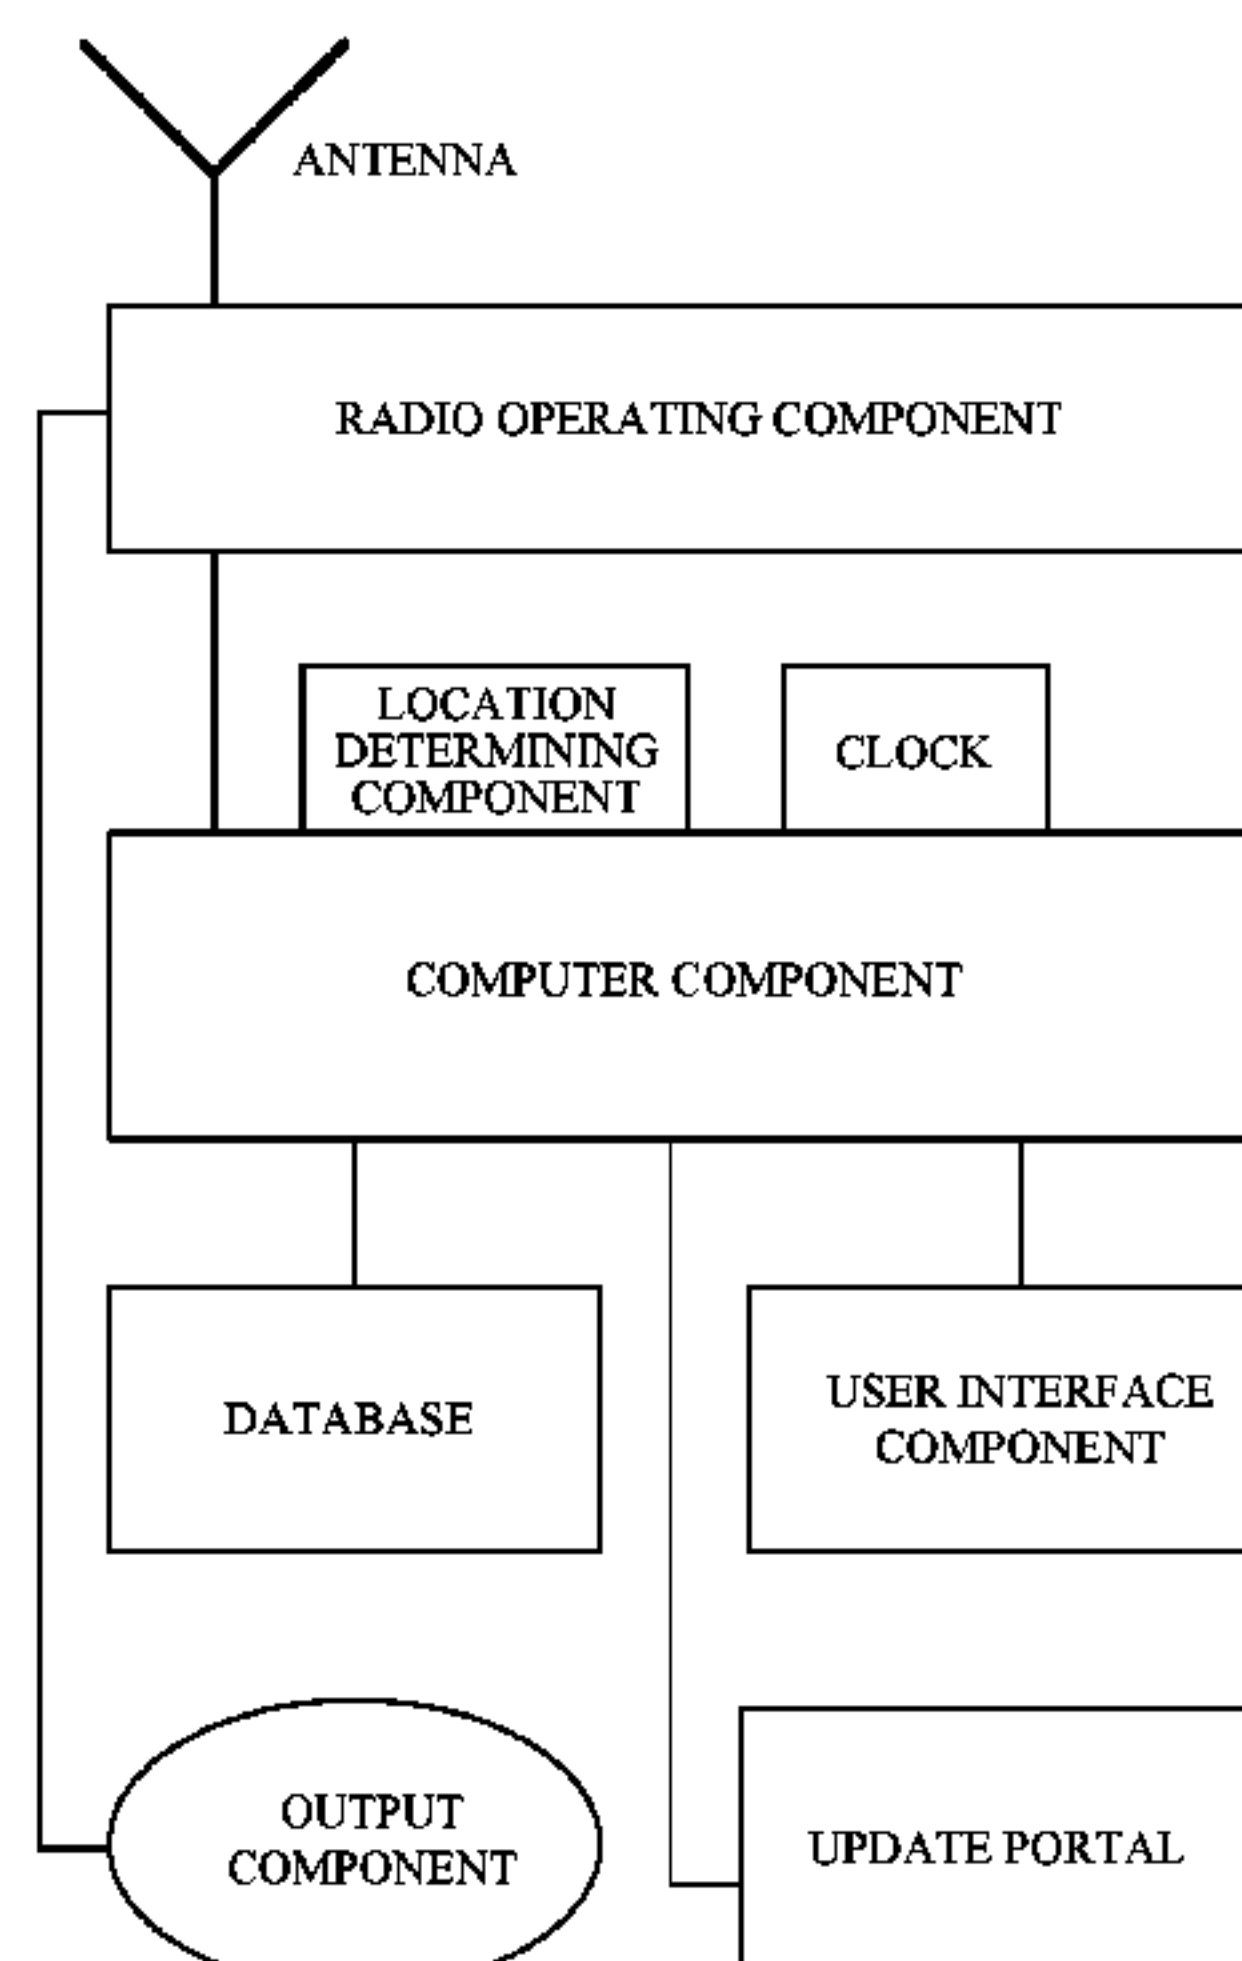 ANTENNA
RADIO OPERATING COMPONENT
LOCATION
DETERMINING
COMPONENT
CLOCK
COMPUTER COMPONENT
DATABASE
USER INTERFACE
COMPONENT
OUTPUT
COMPONENT
UPDATE PORTAL